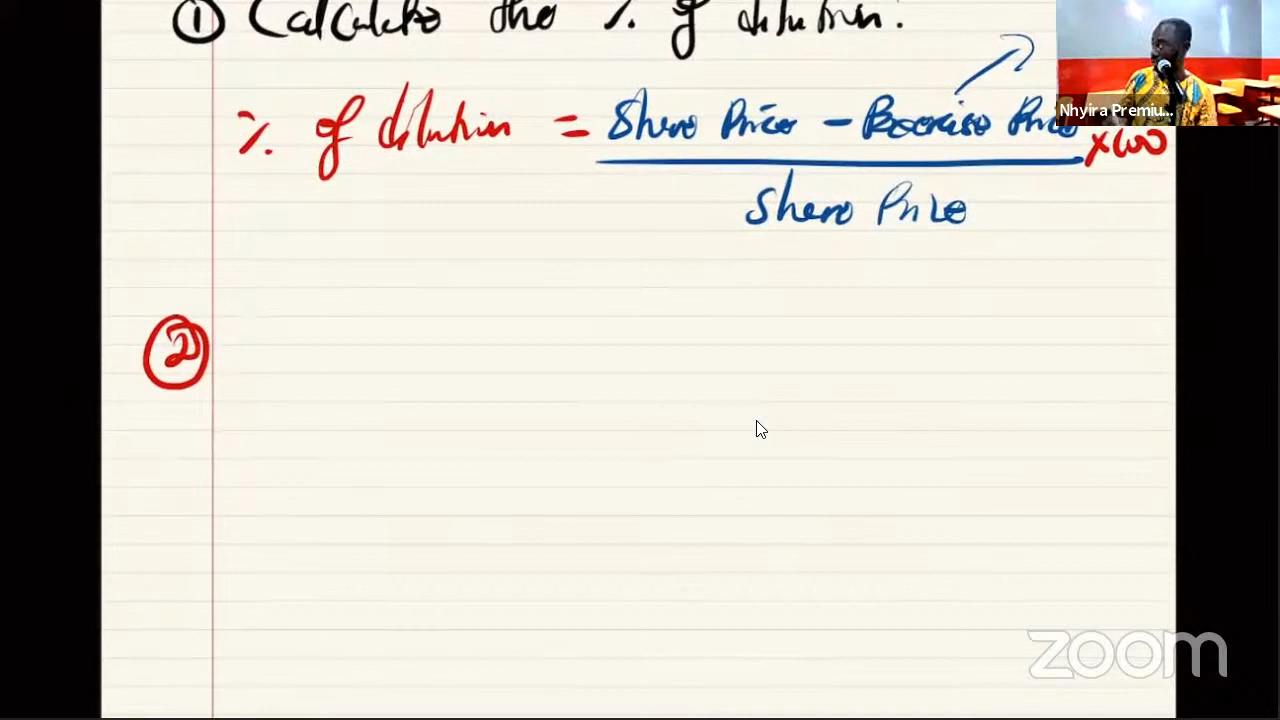 ① Calculate the % of dilution.
% of dilution = Share Price - Exercise Price × 100
Share Price
②
Nhyira Premiu...
zoom